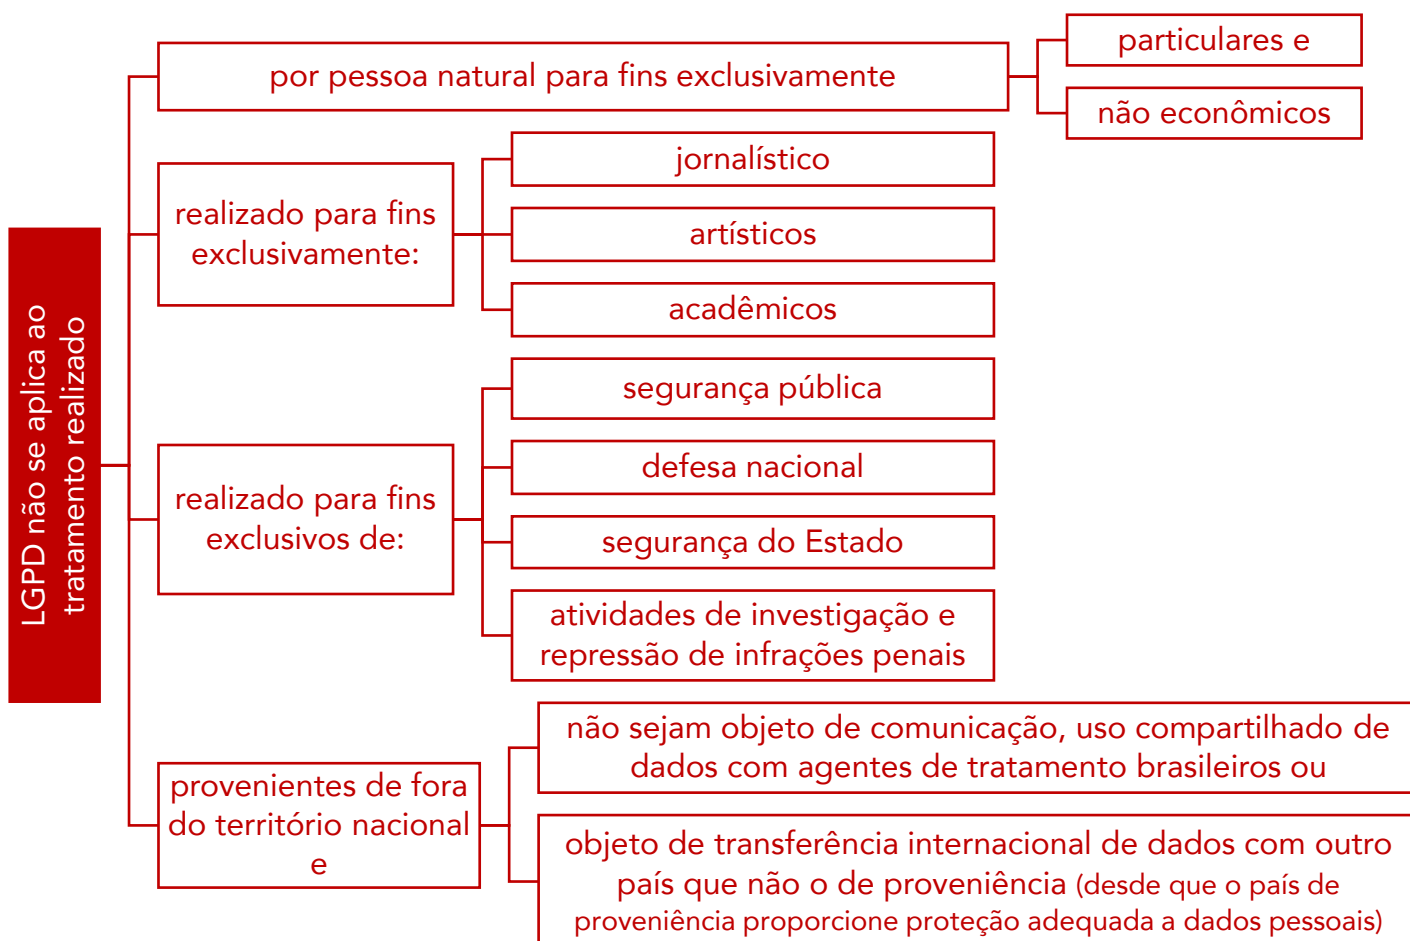 LGPD não se aplica ao
tratamento realizado
por pessoa natural para fins exclusivamente
particulares e
não econômicos
realizado para fins
exclusivamente:
jornalístico
artísticos
acadêmicos
realizado para fins
exclusivos de:
segurança pública
defesa nacional
segurança do Estado
atividades de investigação e
repressão de infrações penais
provenientes de fora
do território nacional
e
não sejam objeto de comunicação, uso compartilhado de
dados com agentes de tratamento brasileiros ou
objeto de transferência internacional de dados com outro
país que não o de proveniência (desde que o país de
proveniência proporcione proteção adequada a dados pessoais)